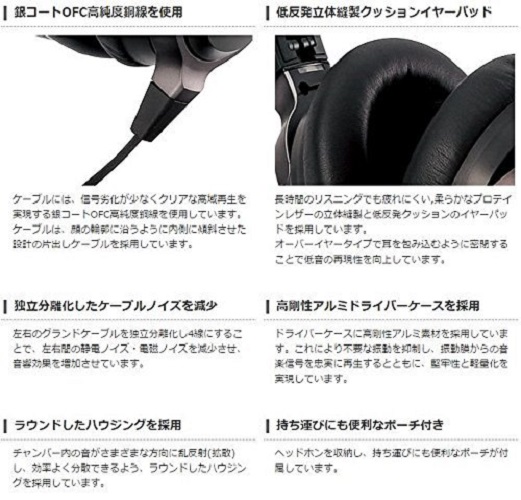 銀コートOFC高純度銅線を使用
ケーブルには、信号劣化が少なくクリアな高域再生を
実現する銀コートOFC高純度銅線を使用しています。
ケーブルは、顔の輪郭に沿うように内側に傾斜させた
設計の片出しケーブルを採用しています。
低反発立体縫製クッションイヤーパッド
長時間のリスニングでも疲れにくい,柔らかなプロテイ
ンレザーの立体縫製と低反発クッションのイヤーパッ
ドを採用しています。
オーバーイヤータイプで耳を包み込むように密閉する
ことで低音の再現性を向上しています。
独立分離化したケーブルノイズを減少
左右のグランドケーブルを独立分離化し4線にするこ
とで、左右間の静電ノイズ・電磁ノイズを減少させ、
音響効果を増加させています。
高剛性アルミドライバーケースを採用
ドライバーケースに高剛性アルミ素材を採用していま
す。これにより不要な振動を抑制し、振動膜からの音
楽信号を忠実に再生するとともに、堅牢性と軽量化を
実現しています。
ラウンドしたハウジングを採用
チャンバー内の音がさまざまな方向に乱反射(拡散)
し、効率よく分散できるよう、ラウンドしたハウジン
グを採用しています。
持ち運びにも便利なポーチ付き
ヘッドホンを収納し、持ち運びにも便利なポーチが付
属しています。